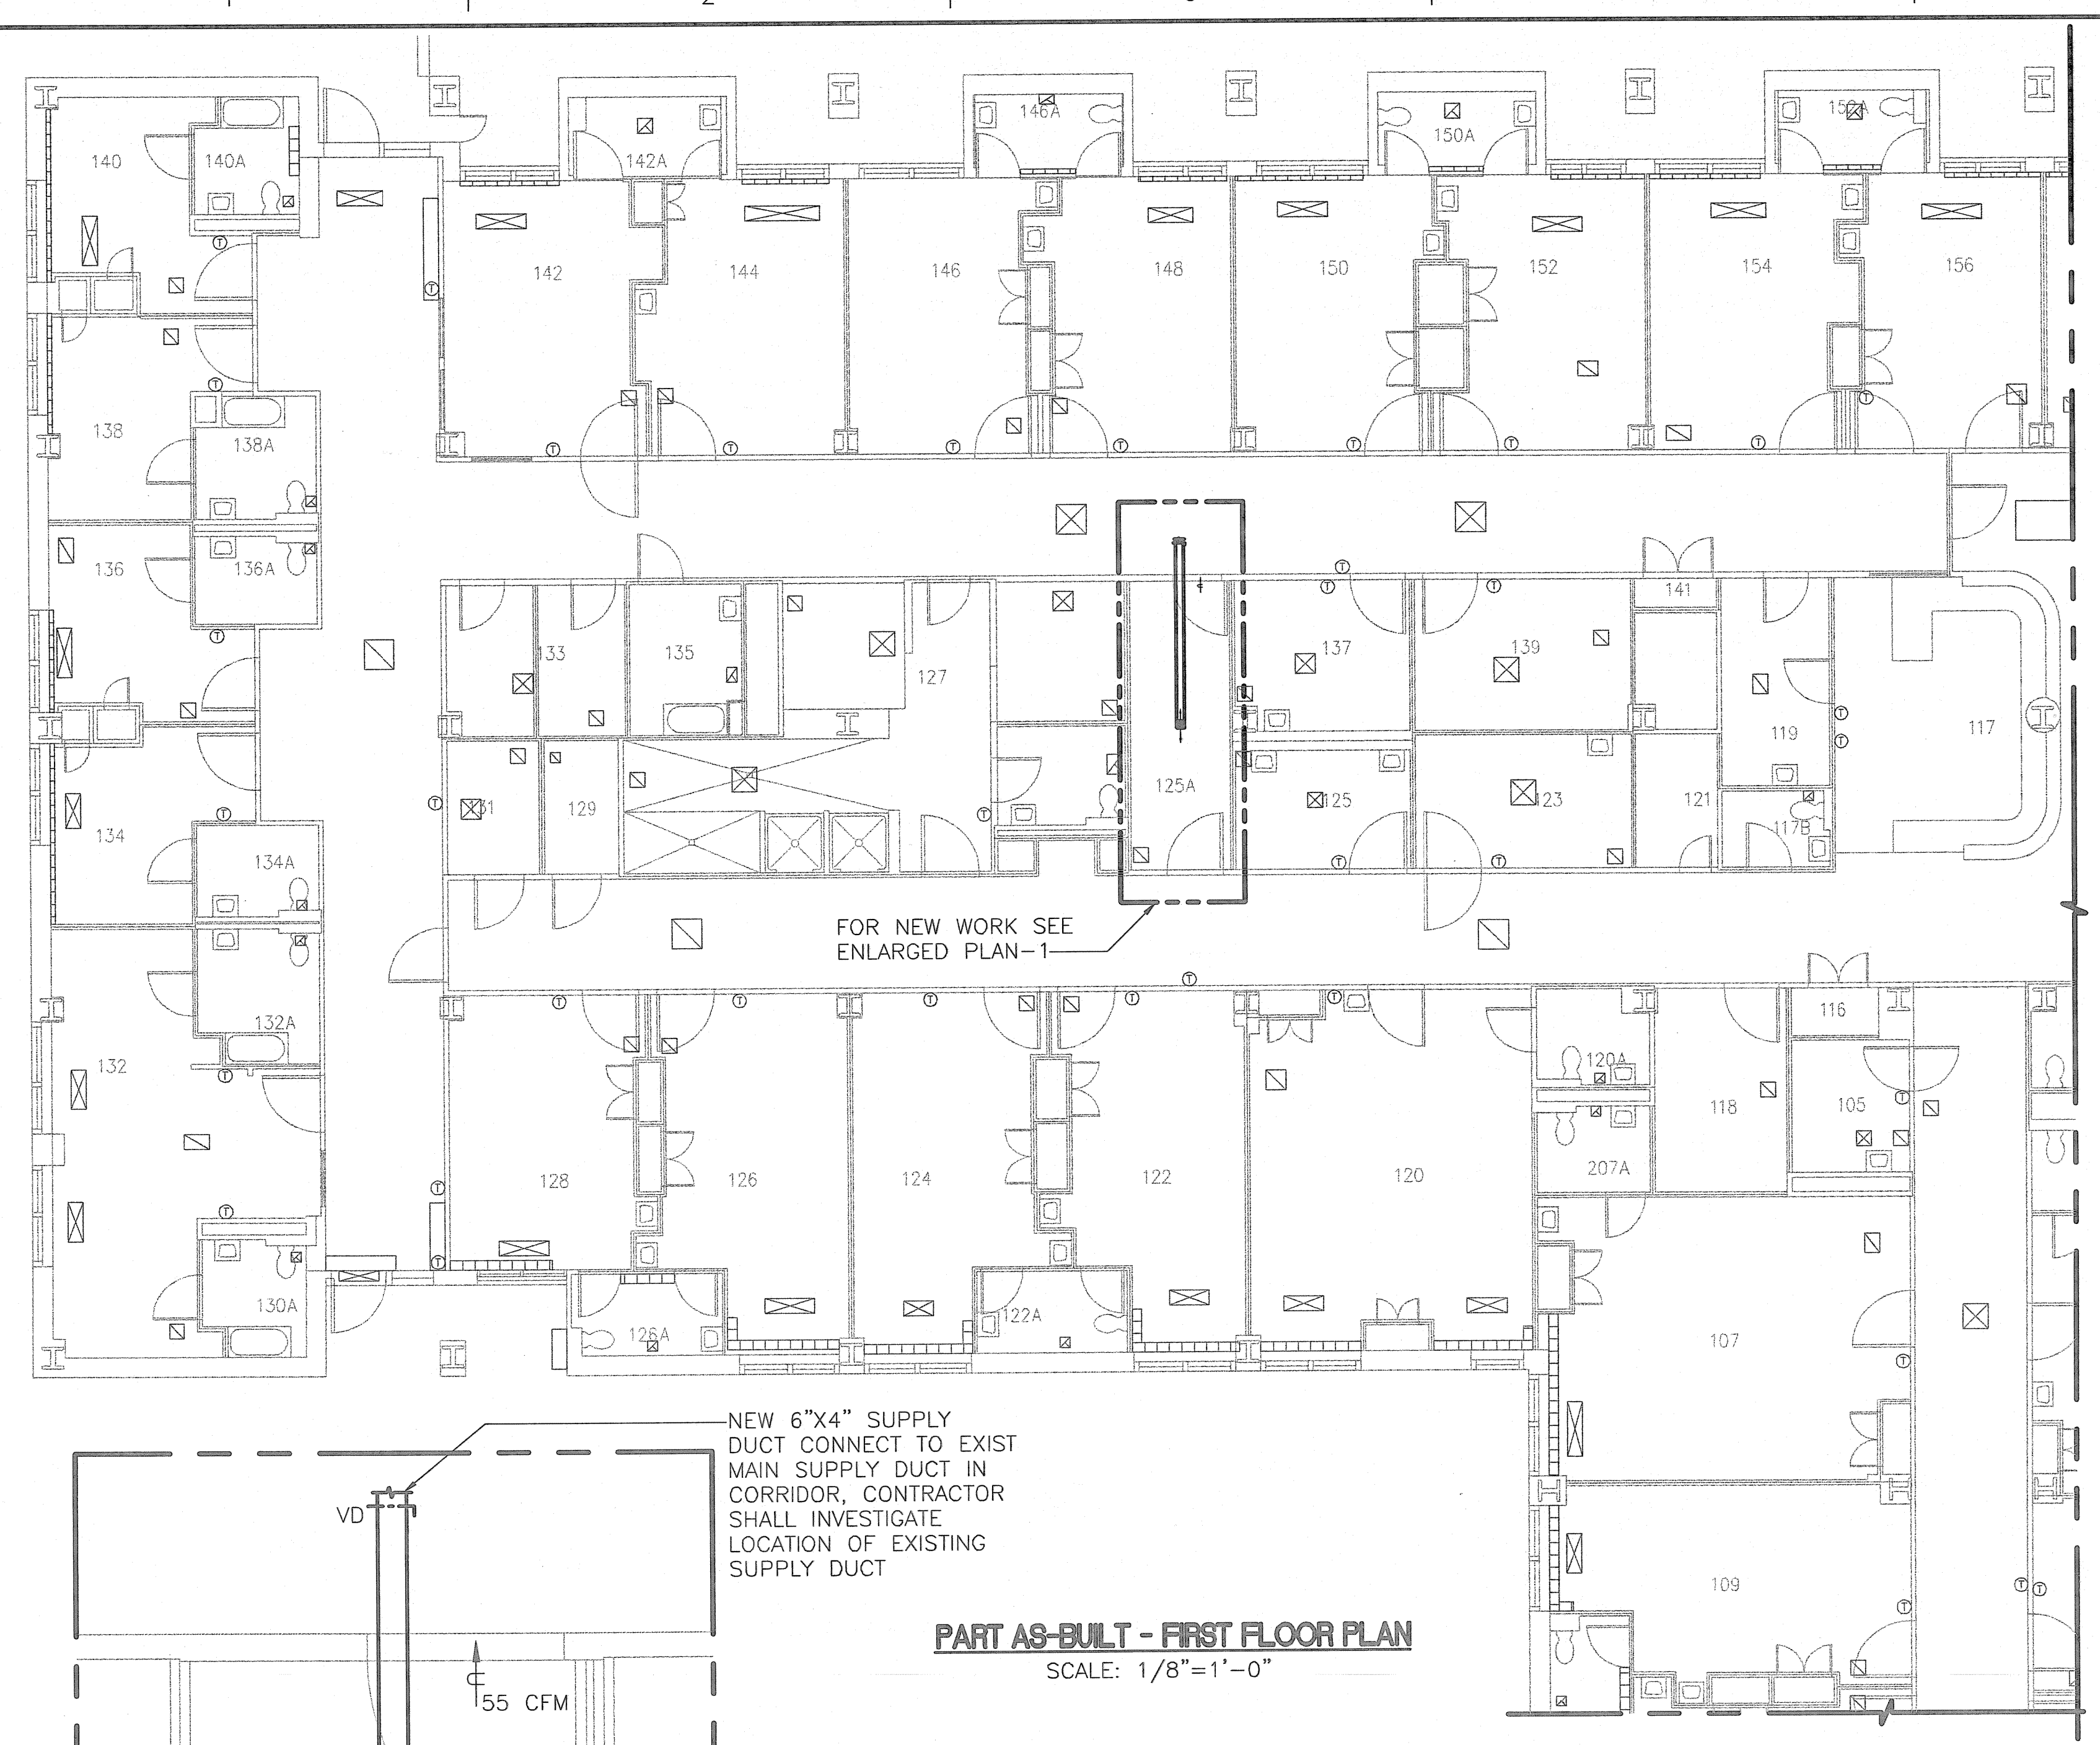 140
140A
142A
146A
150A
152A
142
144
146
148
150
152
154
156
138
138A
136
136A
133
135
127
137
139
141
119
117
134
134A
131
129
125A
125
123
121
117B
FOR NEW WORK SEE
ENLARGED PLAN-1
132A
132
116
120A
118
105
128
126
124
122
120
207A
130A
126A
122A
107
NEW 6"X4" SUPPLY
DUCT CONNECT TO EXIST
MAIN SUPPLY DUCT IN
CORRIDOR, CONTRACTOR
SHALL INVESTIGATE
LOCATION OF EXISTING
SUPPLY DUCT
VD
109
PART AS-BUILT - FIRST FLOOR PLAN
SCALE: 1/8"=1'-0"
55 CFM